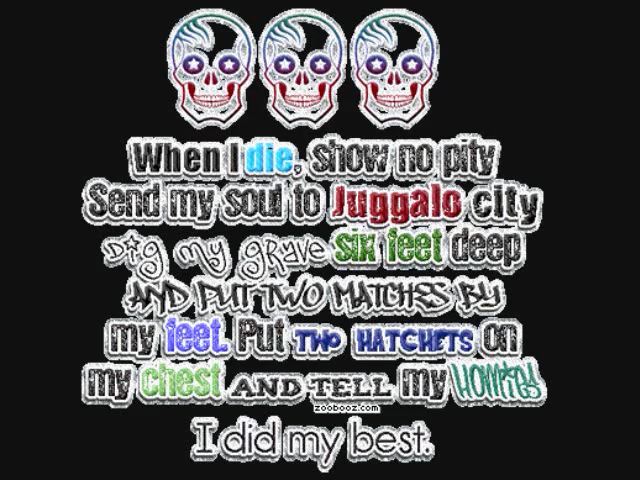 When I die, show no pity
Send my soul to Juggalo city
Dig my grave six feet deep
AND PUT TWO MATCHES BY
my feet. Put TWO HATCHETS on
my chest AND TELL my HOMIES
zoobooz.com
I did my best.